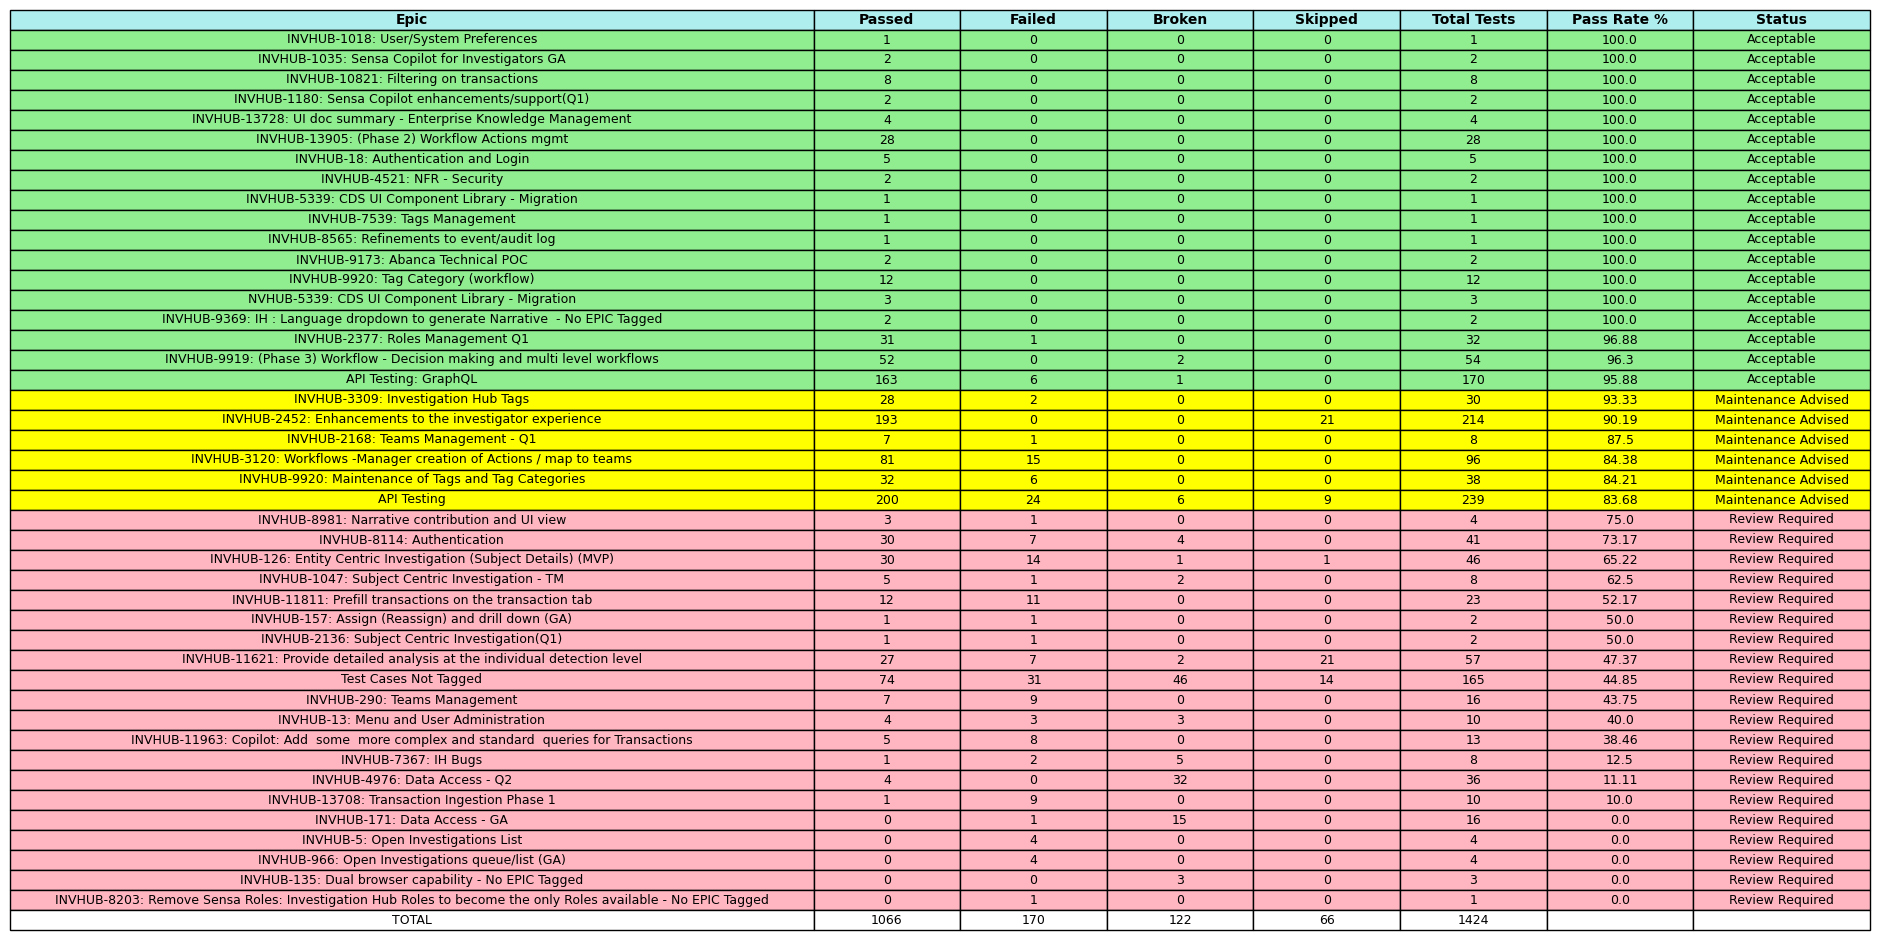 Epic Passed Failed Broken Skipped Total Tests Pass Rate % Status
INVHUB-1018: User/System Preferences 1 0 0 0 1 100.0 Acceptable
INVHUB-1035: Sensa Copilot for Investigators GA 2 0 0 0 2 100.0 Acceptable
INVHUB-10821: Filtering on transactions 8 0 0 0 8 100.0 Acceptable
INVHUB-1180: Sensa Copilot enhancements/support(Q1) 2 0 0 0 2 100.0 Acceptable
INVHUB-13728: UI doc summary - Enterprise Knowledge Management 4 0 0 0 4 100.0 Acceptable
INVHUB-13905: (Phase 2) Workflow Actions mgmt 28 0 0 0 28 100.0 Acceptable
INVHUB-18: Authentication and Login 5 0 0 0 5 100.0 Acceptable
INVHUB-4521: NFR - Security 2 0 0 0 2 100.0 Acceptable
INVHUB-5339: CDS UI Component Library - Migration 1 0 0 0 1 100.0 Acceptable
INVHUB-7539: Tags Management 1 0 0 0 1 100.0 Acceptable
INVHUB-8565: Refinements to event/audit log 1 0 0 0 1 100.0 Acceptable
INVHUB-9173: Abanca Technical POC 2 0 0 0 2 100.0 Acceptable
INVHUB-9920: Tag Category (workflow) 12 0 0 0 12 100.0 Acceptable
NVHUB-5339: CDS UI Component Library - Migration 3 0 0 0 3 100.0 Acceptable
INVHUB-9369: IH : Language dropdown to generate Narrative  - No EPIC Tagged 2 0 0 0 2 100.0 Acceptable
INVHUB-2377: Roles Management Q1 31 1 0 0 32 96.88 Acceptable
INVHUB-9919: (Phase 3) Workflow - Decision making and multi level workflows 52 0 2 0 54 96.3 Acceptable
API Testing: GraphQL 163 6 1 0 170 95.88 Acceptable
INVHUB-3309: Investigation Hub Tags 28 2 0 0 30 93.33 Maintenance Advised
INVHUB-2452: Enhancements to the investigator experience 193 0 0 21 214 90.19 Maintenance Advised
INVHUB-2168: Teams Management - Q1 7 1 0 0 8 87.5 Maintenance Advised
INVHUB-3120: Workflows -Manager creation of Actions / map to teams 81 15 0 0 96 84.38 Maintenance Advised
INVHUB-9920: Maintenance of Tags and Tag Categories 32 6 0 0 38 84.21 Maintenance Advised
API Testing 200 24 6 9 239 83.68 Maintenance Advised
INVHUB-8981: Narrative contribution and UI view 3 1 0 0 4 75.0 Review Required
INVHUB-8114: Authentication 30 7 4 0 41 73.17 Review Required
INVHUB-126: Entity Centric Investigation (Subject Details) (MVP) 30 14 1 1 46 65.22 Review Required
INVHUB-1047: Subject Centric Investigation - TM 5 1 2 0 8 62.5 Review Required
INVHUB-11811: Prefill transactions on the transaction tab 12 11 0 0 23 52.17 Review Required
INVHUB-157: Assign (Reassign) and drill down (GA) 1 1 0 0 2 50.0 Review Required
INVHUB-2136: Subject Centric Investigation(Q1) 1 1 0 0 2 50.0 Review Required
INVHUB-11621: Provide detailed analysis at the individual detection level 27 7 2 21 57 47.37 Review Required
Test Cases Not Tagged 74 31 46 14 165 44.85 Review Required
INVHUB-290: Teams Management 7 9 0 0 16 43.75 Review Required
INVHUB-13: Menu and User Administration 4 3 3 0 10 40.0 Review Required
INVHUB-11963: Copilot: Add  some  more complex and standard  queries for Transactions 5 8 0 0 13 38.46 Review Required
INVHUB-7367: IH Bugs 1 2 5 0 8 12.5 Review Required
INVHUB-4976: Data Access - Q2 4 0 32 0 36 11.11 Review Required
INVHUB-13708: Transaction Ingestion Phase 1 1 9 0 0 10 10.0 Review Required
INVHUB-171: Data Access - GA 0 1 15 0 16 0.0 Review Required
INVHUB-5: Open Investigations List 0 4 0 0 4 0.0 Review Required
INVHUB-966: Open Investigations queue/list (GA) 0 4 0 0 4 0.0 Review Required
INVHUB-135: Dual browser capability - No EPIC Tagged 0 0 3 0 3 0.0 Review Required
INVHUB-8203: Remove Sensa Roles: Investigation Hub Roles to become the only Roles available - No EPIC Tagged 0 1 0 0 1 0.0 Review Required
TOTAL 1066 170 122 66 1424